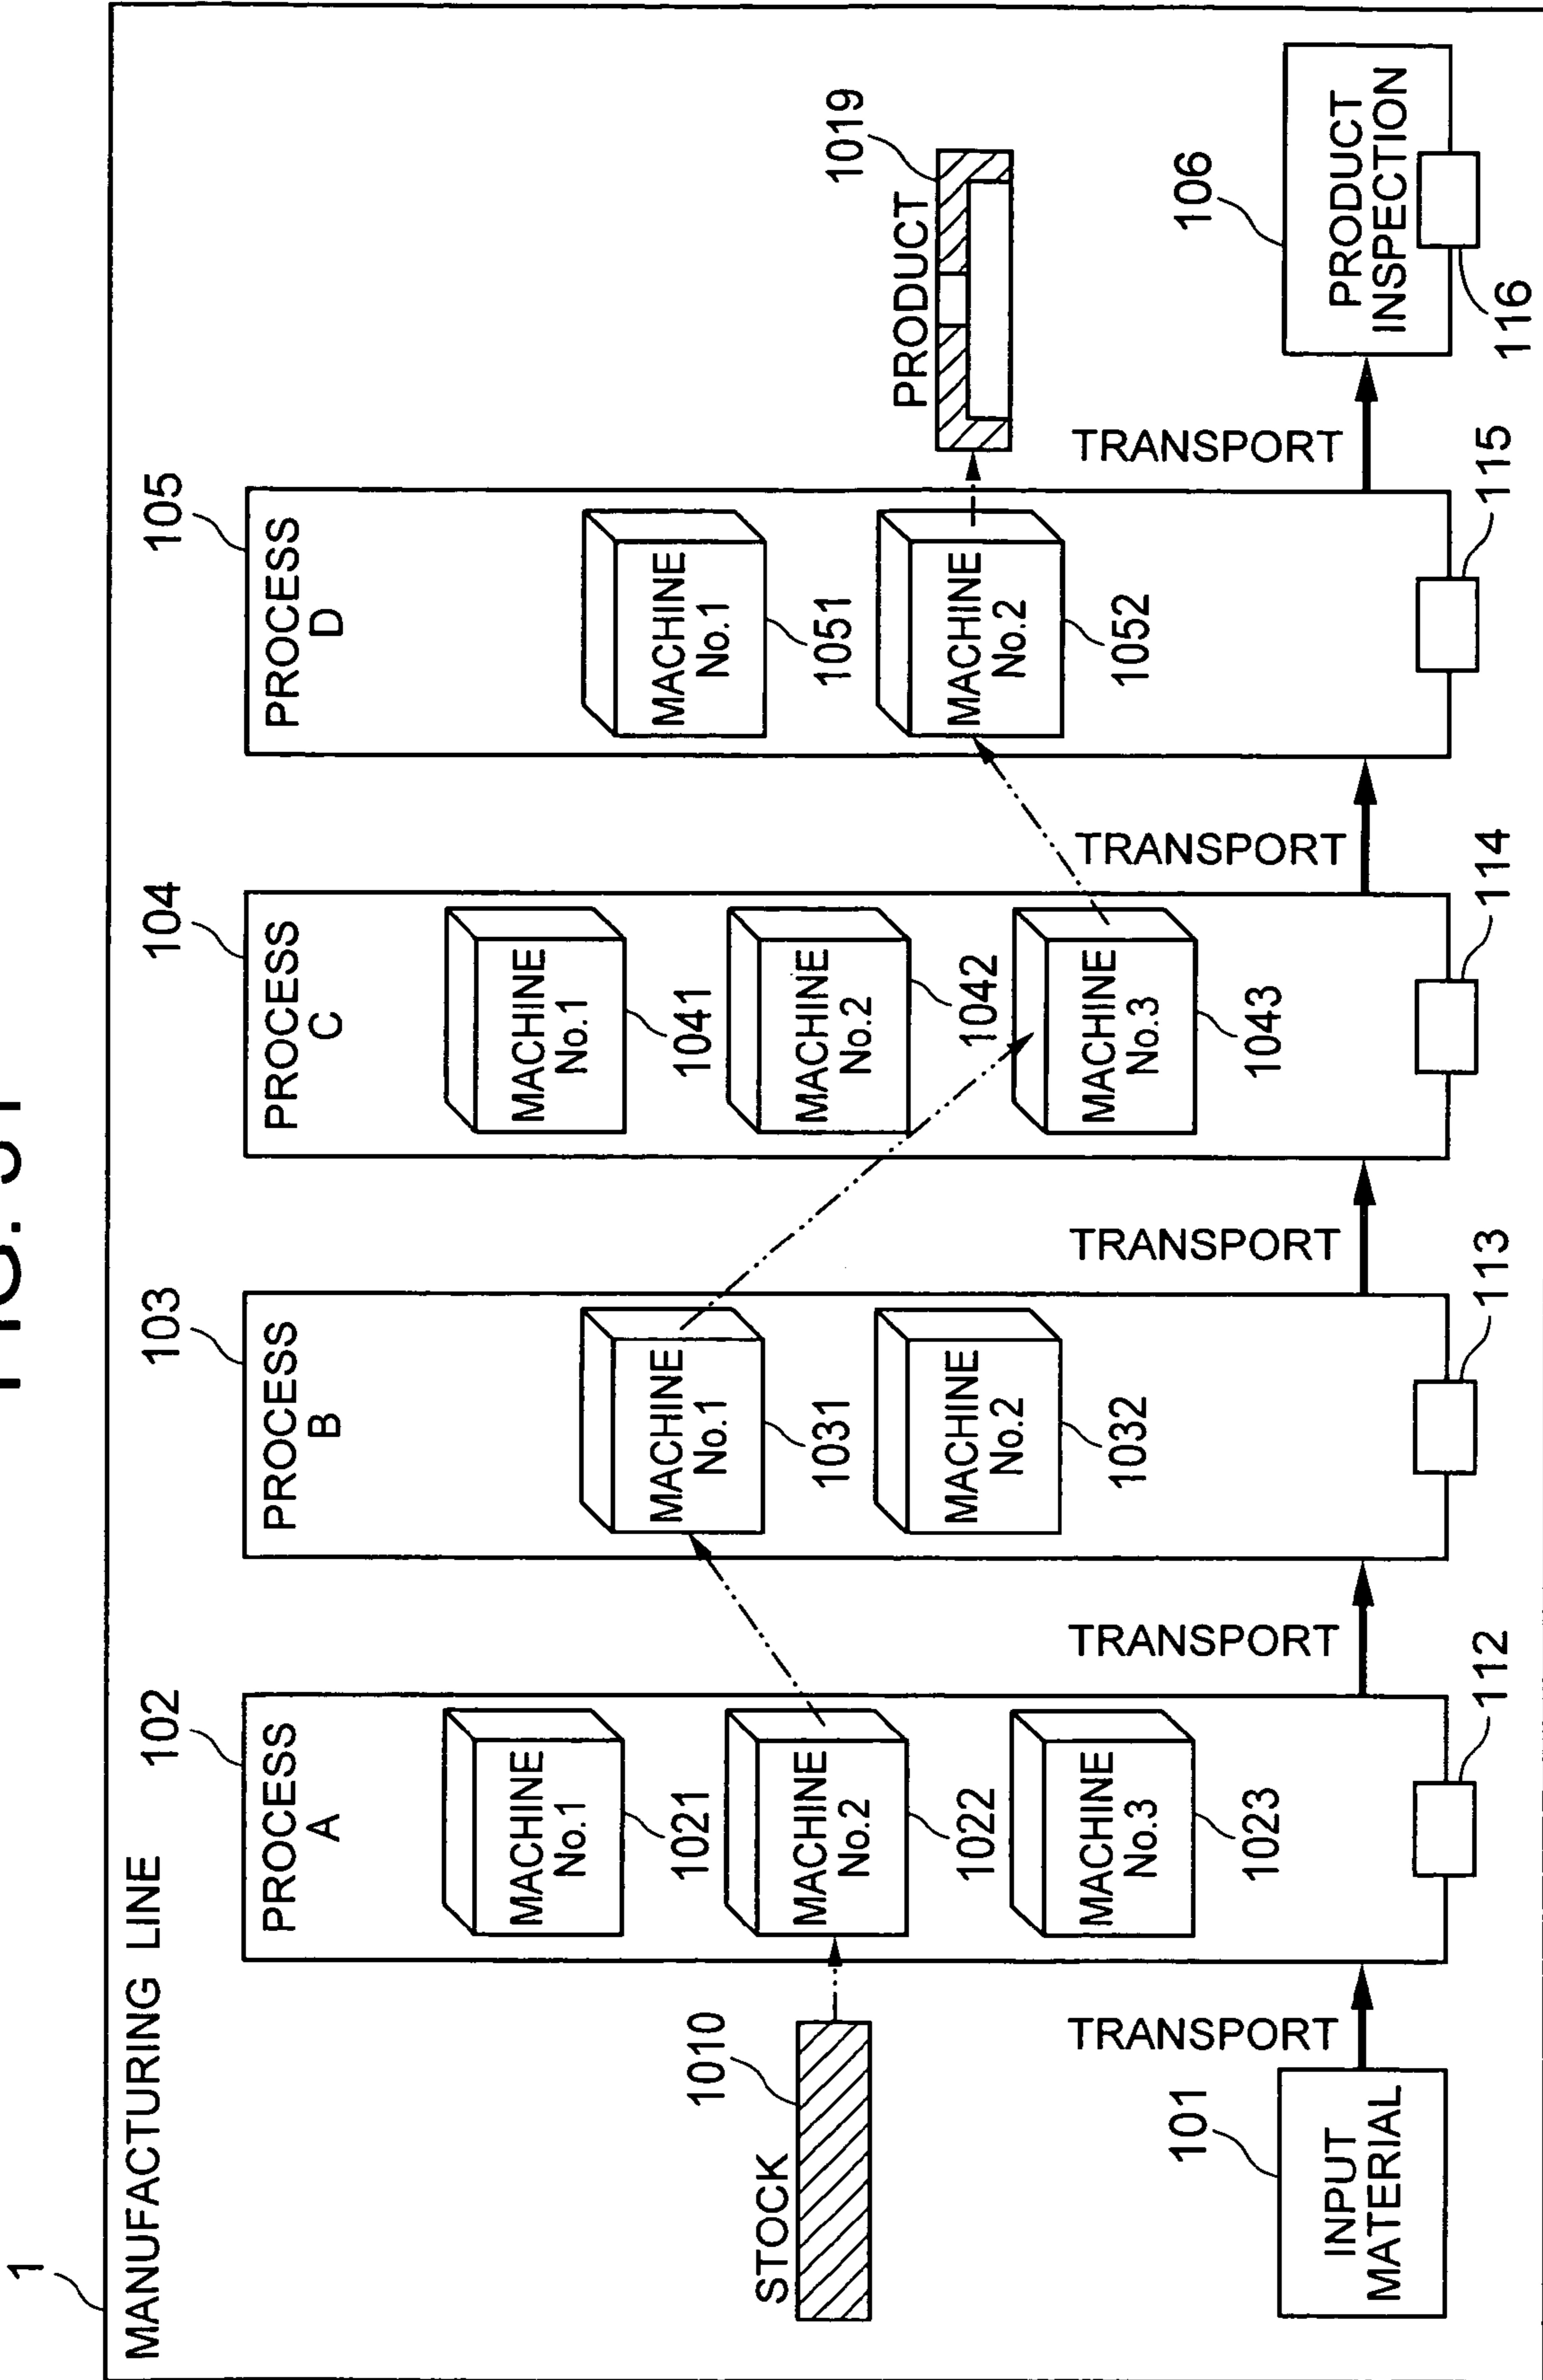 1
MANUFACTURING LINE
102
PROCESS
A
MACHINE
No.1
1021
MACHINE
No.2
1022
MACHINE
No.3
1023
112
103
PROCESS
B
MACHINE
No.1
1031
MACHINE
No.2
1032
113
104
PROCESS
C
MACHINE
No.1
1041
MACHINE
No.2
1042
MACHINE
No.3
1043
114
105
PROCESS
D
MACHINE
No.1
1051
MACHINE
No.2
1052
115
STOCK
1010
PRODUCT
1019
101
INPUT
MATERIAL
TRANSPORT
TRANSPORT
TRANSPORT
TRANSPORT
TRANSPORT
106
PRODUCT
INSPECTION
116